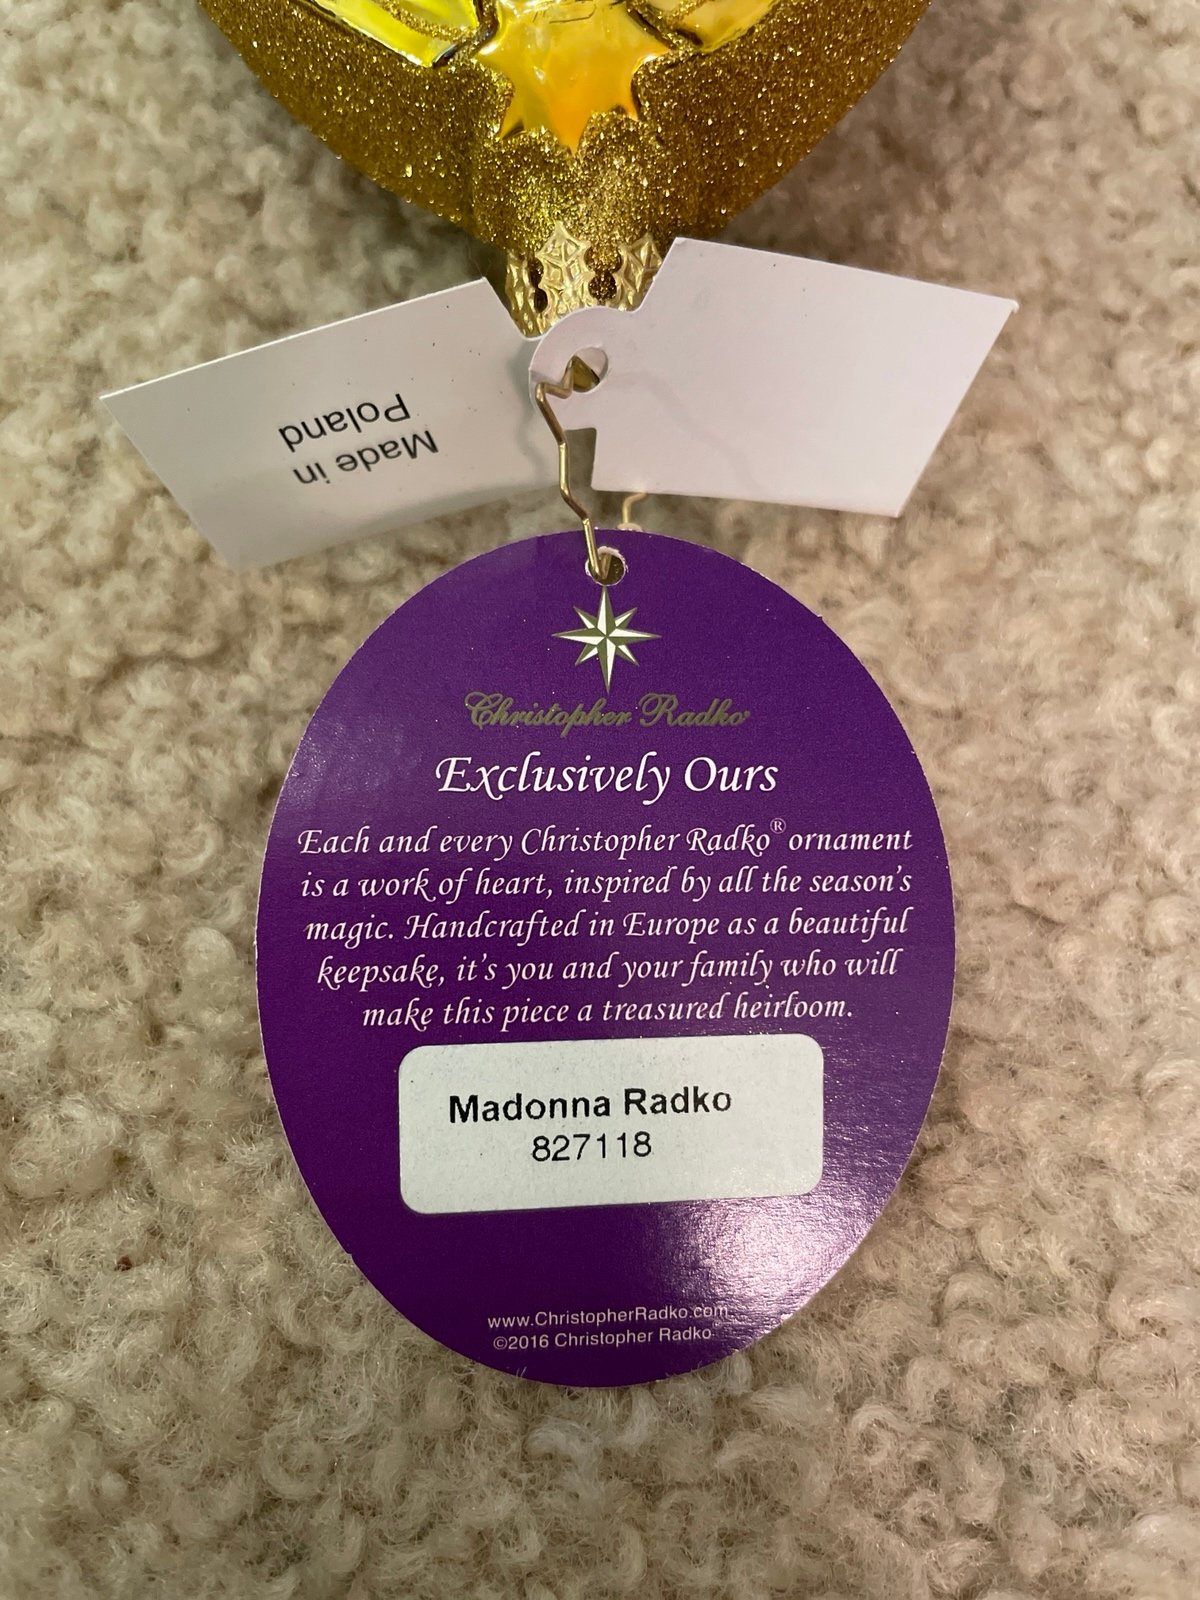 Made in
Poland
Christopher Radko
Exclusively Ours
Each and every Christopher Radko® ornament
is a work of heart, inspired by all the season's
magic. Handcrafted in Europe as a beautiful
keepsake, it's you and your family who will
make this piece a treasured heirloom.
Madonna Radko
827118
www.ChristopherRadko.com
©2016 Christopher Radko